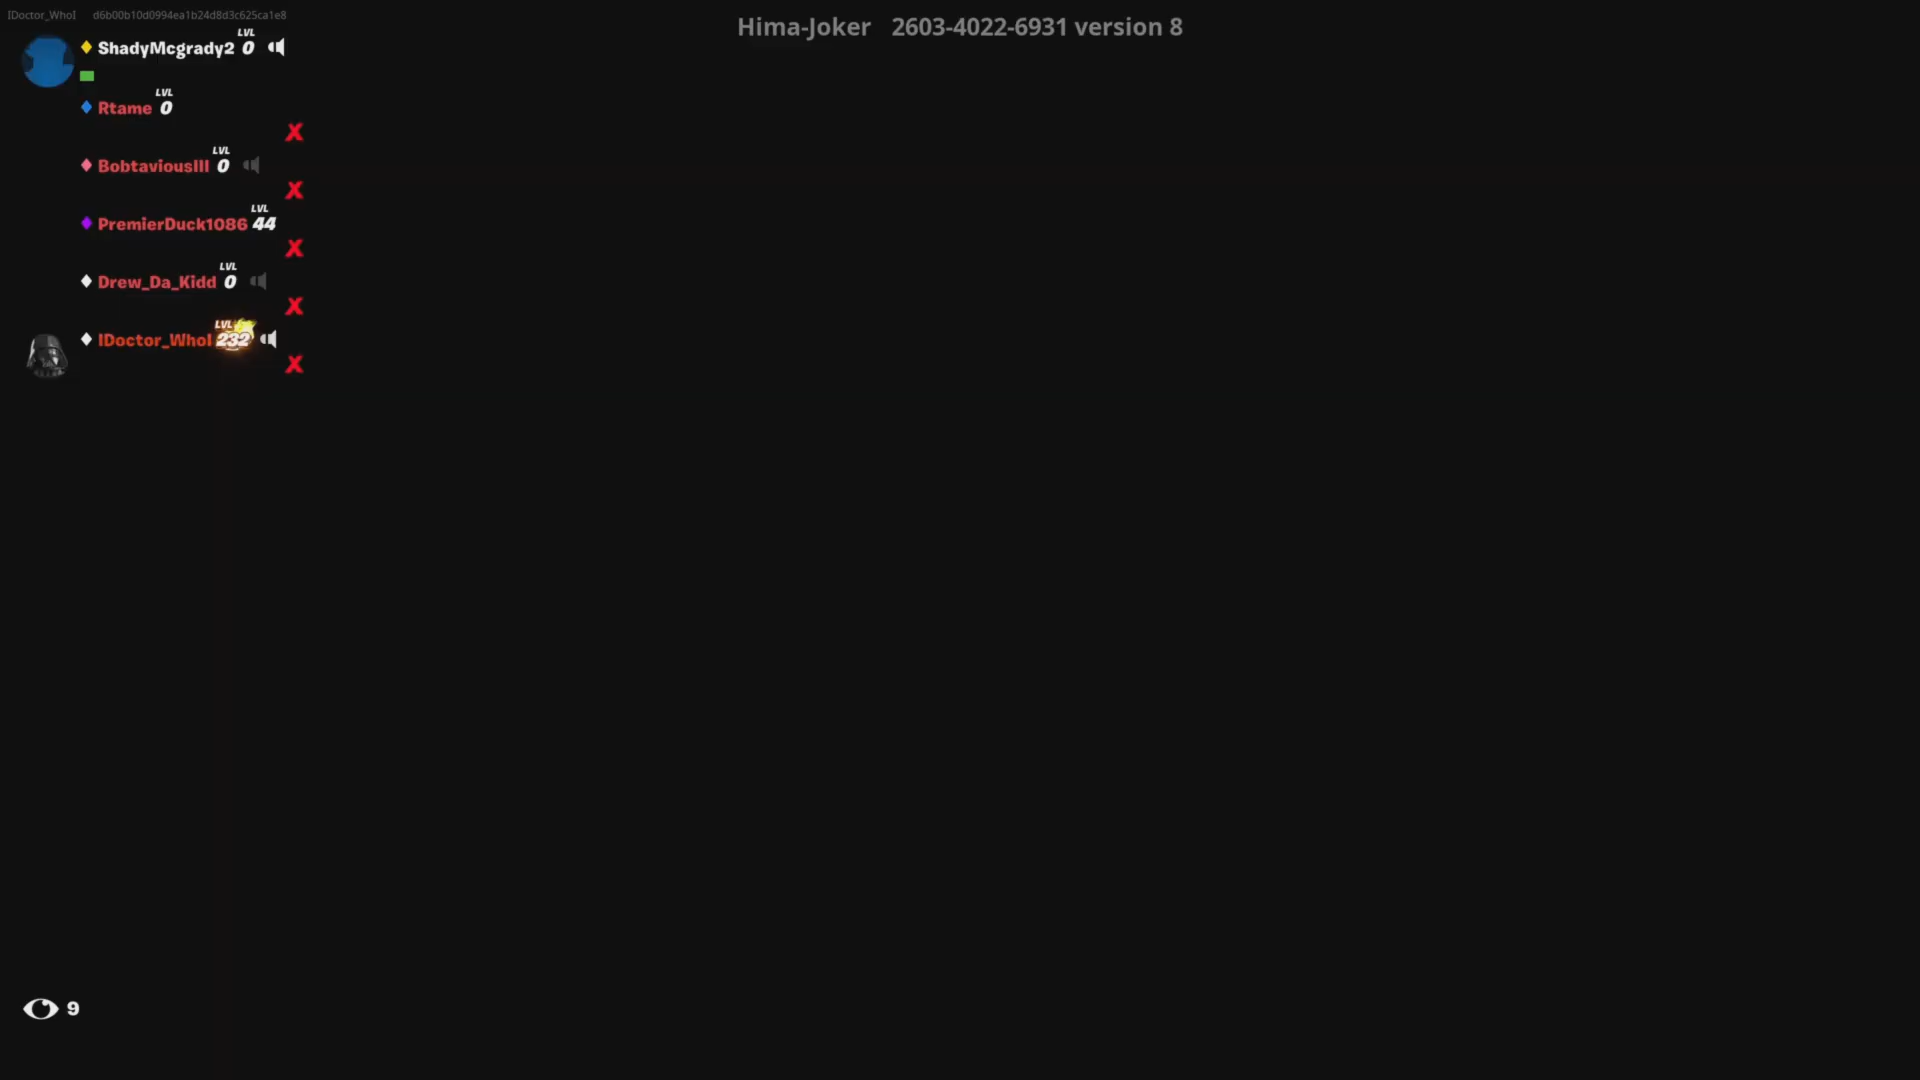 IDoctor_WhoI d6b00b10d0994ea1b24d8d3c625ca1e8
Hima-Joker 2603-4022-6931 version 8
LVL
ShadyMcgrady2 0
LVL
Rtame 0
X
LVL
BobtaviousIII 0
X
LVL
PremierDuck1086 44
X
LVL
Drew_Da_Kidd 0
X
LVL
IDoctor_WhoI 232
X
9